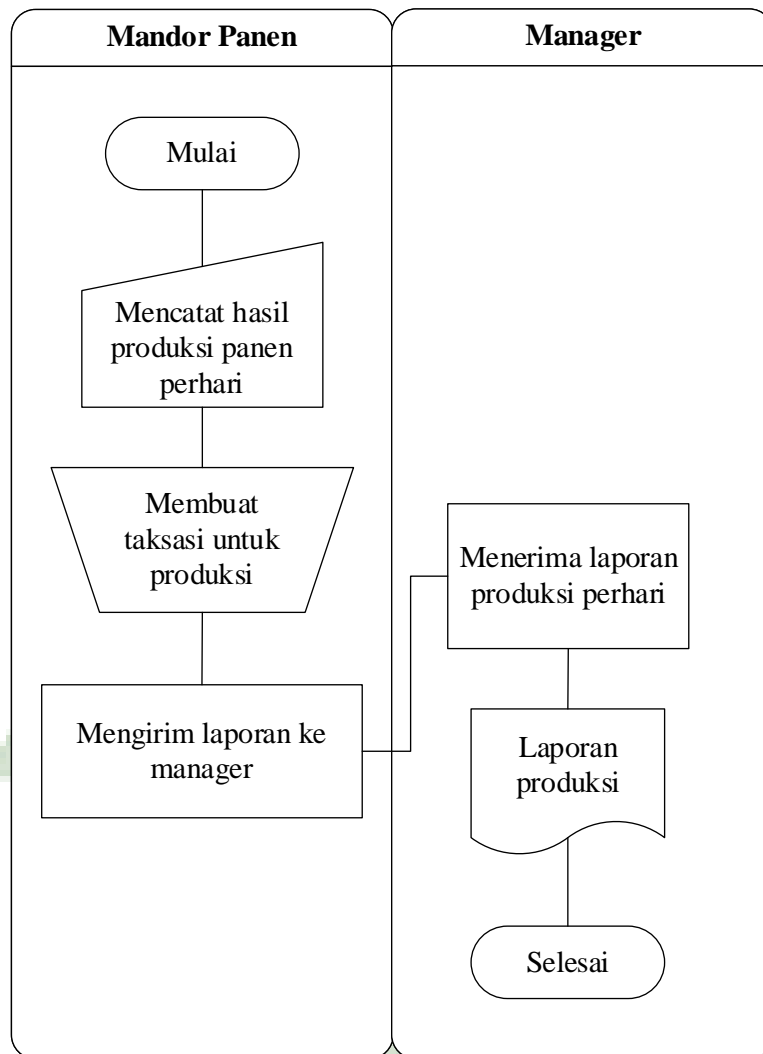 Mandor Panen
Manager
Mulai
Mencatat hasil
produksi panen
perhari
Membuat
taksasi untuk
produksi
Mengirim laporan ke
manager
Menerima laporan
produksi perhari
Laporan
produksi
Selesai